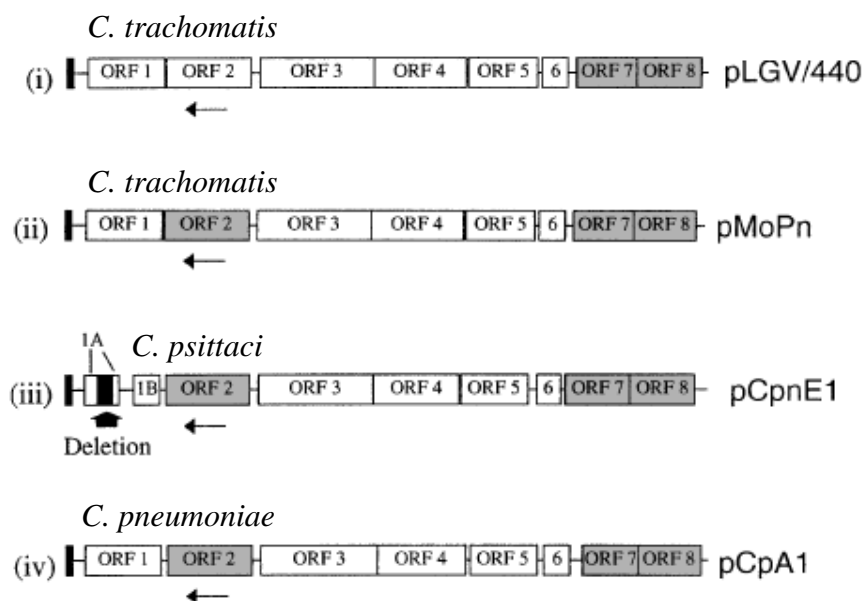 C. trachomatis
(i) ORF 1 ORF 2 ORF 3 ORF 4 ORF 5 6 ORF 7 ORF 8 pLGV/440
C. trachomatis
(ii) ORF 1 ORF 2 ORF 3 ORF 4 ORF 5 6 ORF 7 ORF 8 pMoPn
1A C. psittaci
(iii) 1B ORF 2 ORF 3 ORF 4 ORF 5 6 ORF 7 ORF 8 pCpnE1
Deletion
C. pneumoniae
(iv) ORF 1 ORF 2 ORF 3 ORF 4 ORF 5 6 ORF 7 ORF 8 pCpA1